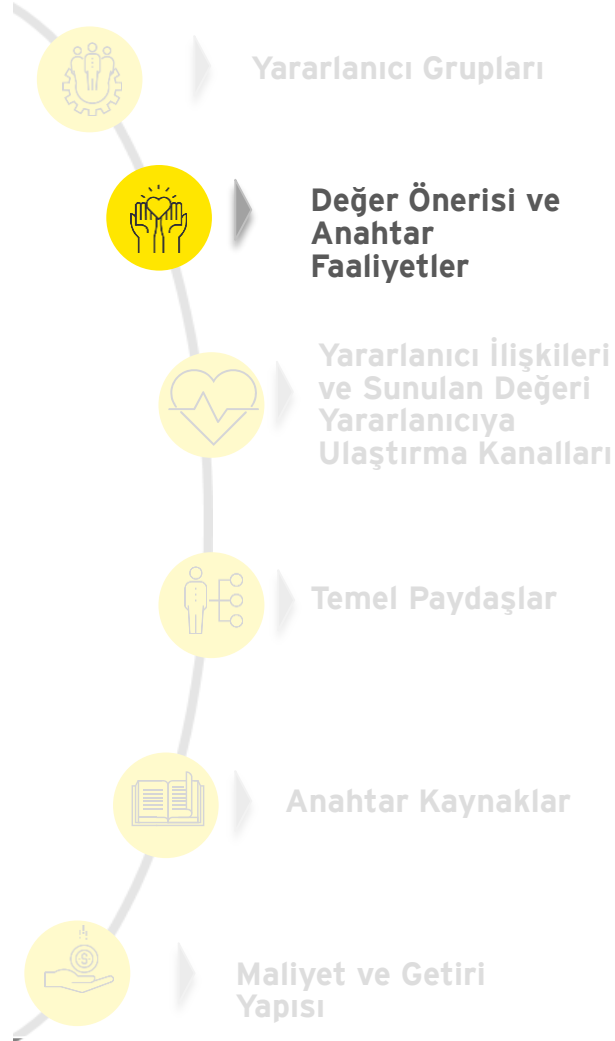 Yararlanıcı Grupları
Değer Önerisi ve
Anahtar
Faaliyetler
Yararlanıcı İlişkileri
ve Sunulan Değeri
Yararlanıcıya
Ulaştırma Kanalları
Temel Paydaşlar
Anahtar Kaynaklar
Maliyet ve Getiri
Yapısı